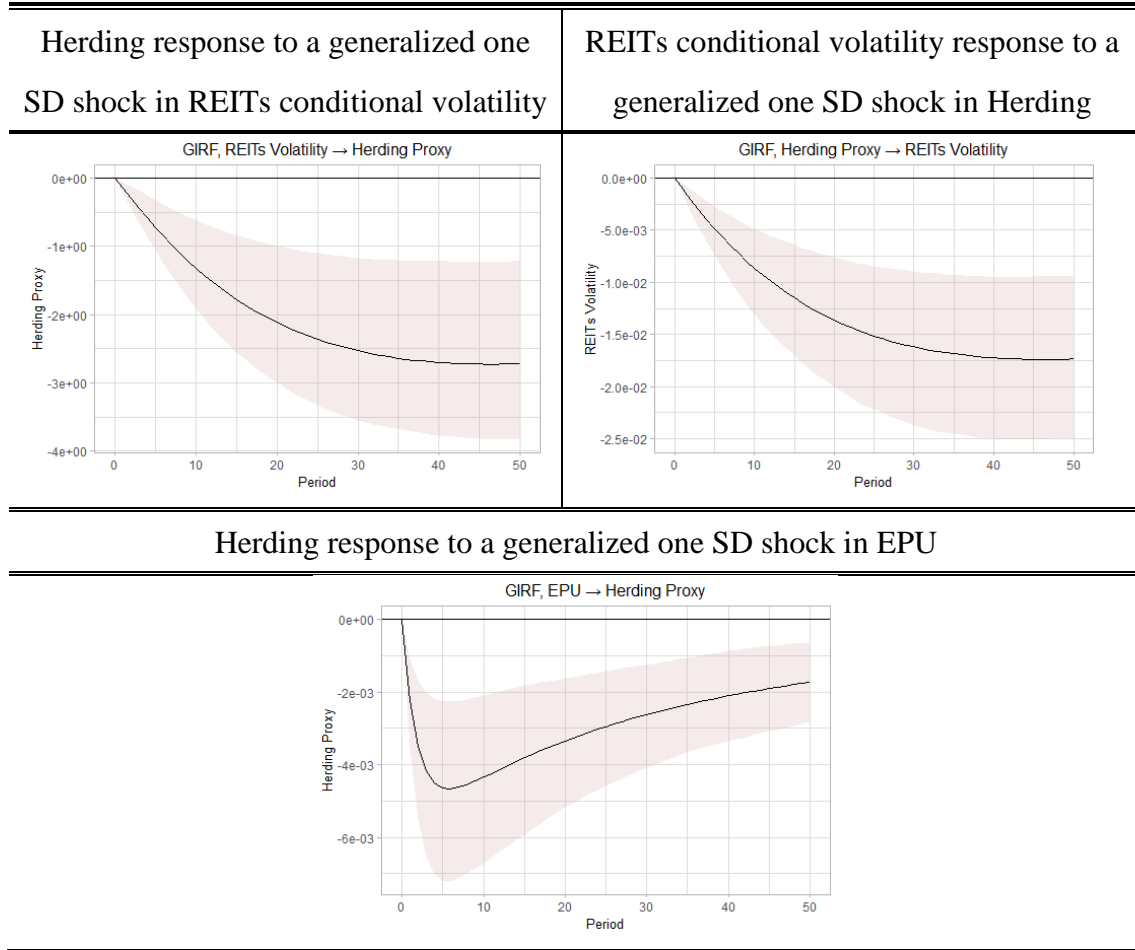 Herding response to a generalized one
SD shock in REITs conditional volatility
REITs conditional volatility response to a
generalized one SD shock in Herding
GIRF, REITs Volatility → Herding Proxy
0e+00
-1e+00
-2e+00
-3e+00
-4e+00
Herding Proxy
0 10 20 30 40 50
Period
GIRF, Herding Proxy → REITs Volatility
0.0e+00
-5.0e-03
-1.0e-02
-1.5e-02
-2.0e-02
-2.5e-02
REITs Volatility
0 10 20 30 40 50
Period
Herding response to a generalized one SD shock in EPU
GIRF, EPU → Herding Proxy
0e+00
-2e-03
-4e-03
-6e-03
Herding Proxy
0 10 20 30 40 50
Period